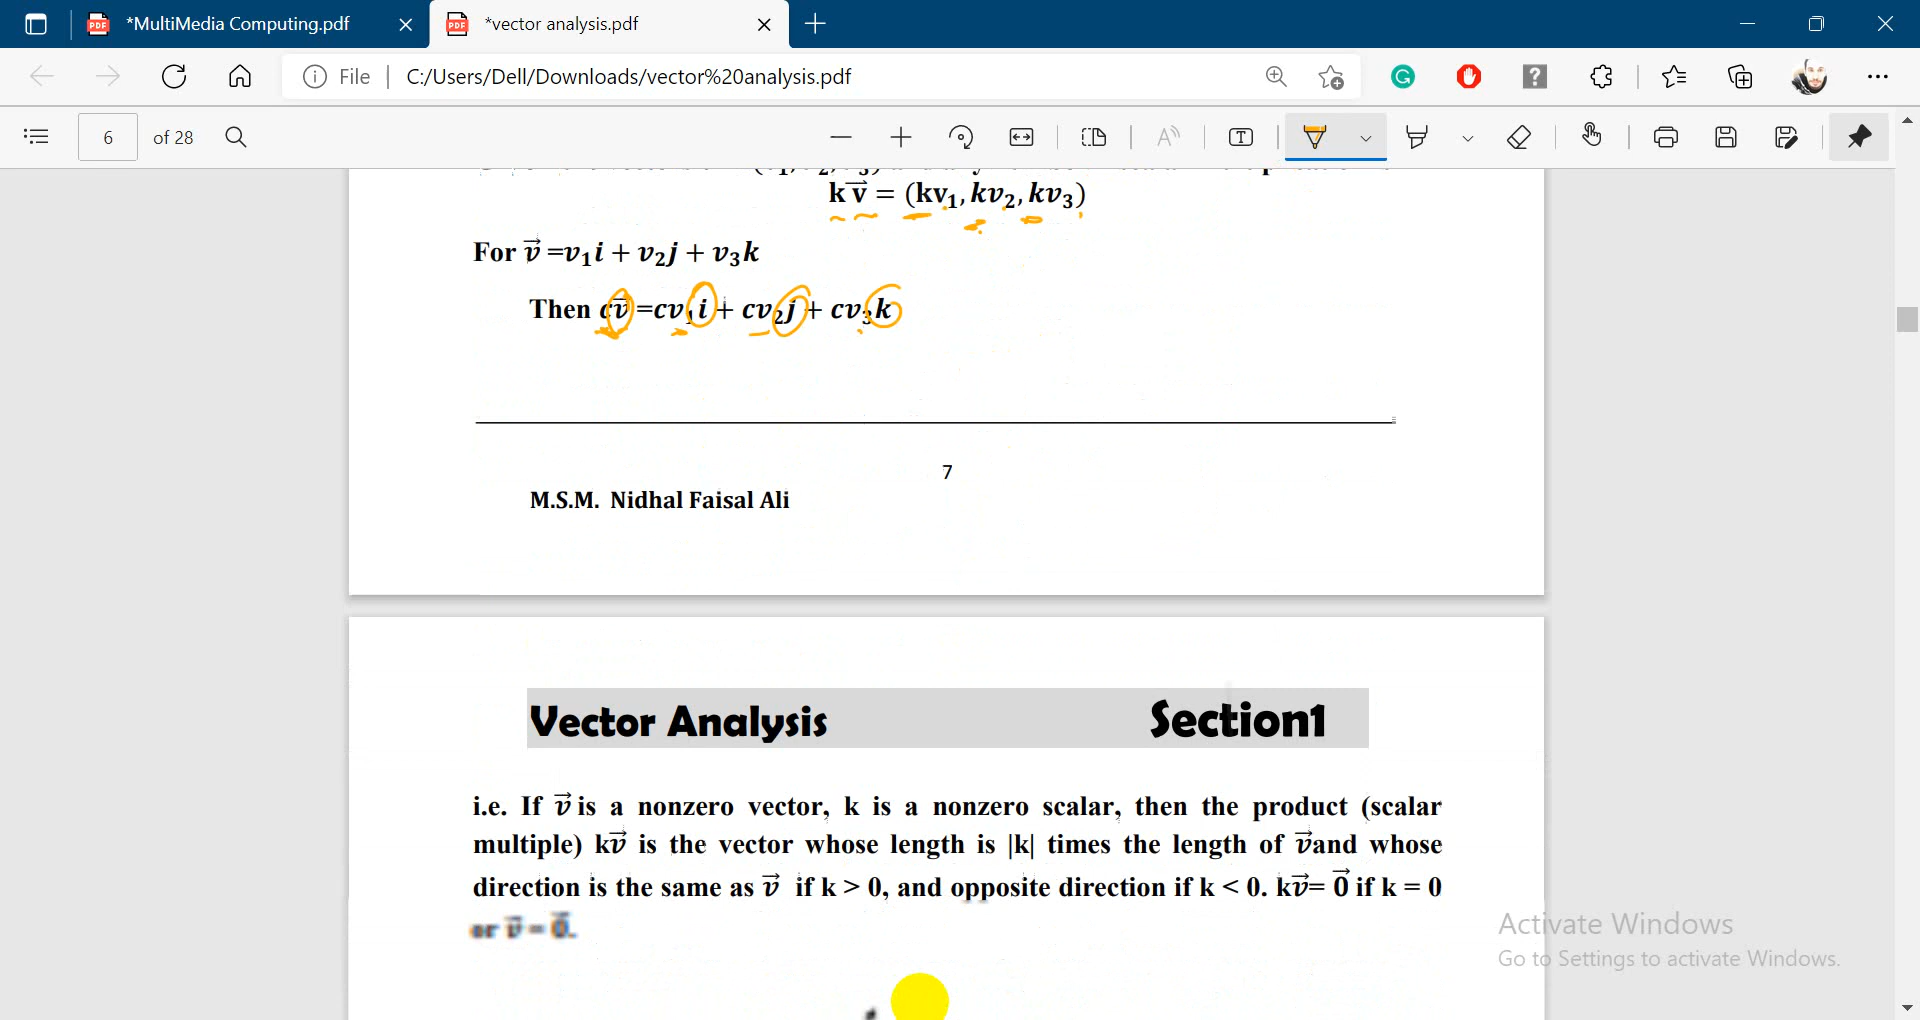 *MultiMedia Computing.pdf
*vector analysis.pdf
File C:/Users/Dell/Downloads/vector%20analysis.pdf
6 of 28
k v⃗ = (kv₁, kv₂, kv₃)
For v⃗ =v₁i + v₂j + v₃k
Then cv⃗ =cv₁i + cv₂j + cv₃k
7
M.S.M. Nidhal Faisal Ali
Vector Analysis Section1
i.e. If v⃗ is a nonzero vector, k is a nonzero scalar, then the product (scalar
multiple) kv⃗ is the vector whose length is |k| times the length of v⃗and whose
direction is the same as v⃗ if k > 0, and opposite direction if k < 0. kv⃗= 0⃗ if k = 0
or v⃗ = 0⃗.
Activate Windows
Go to Settings to activate Windows.